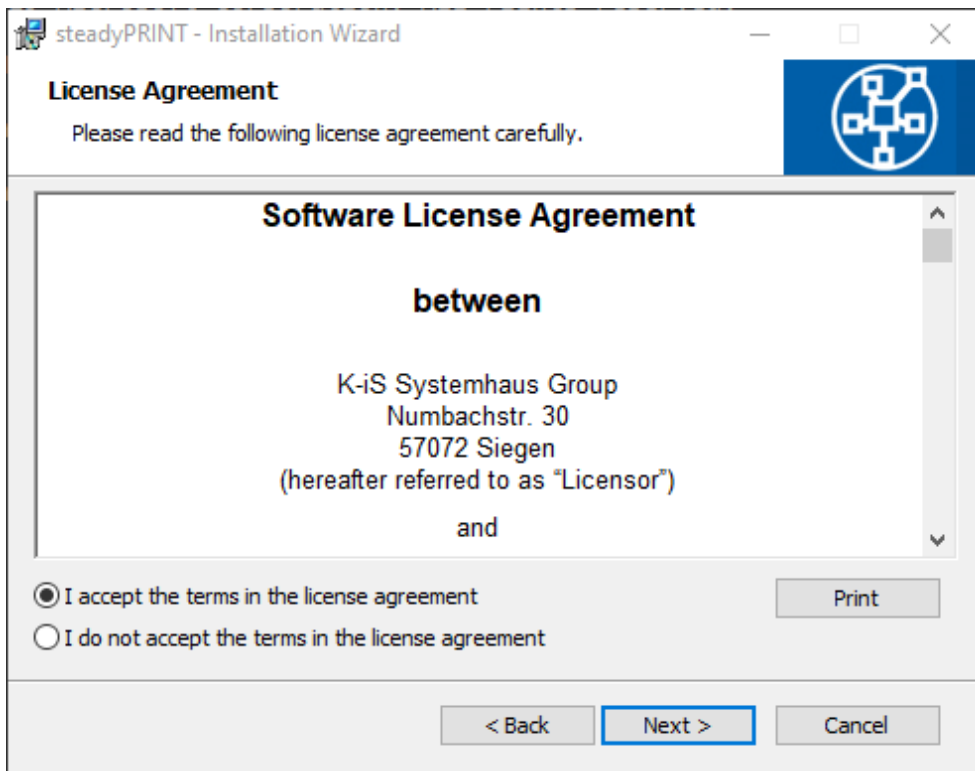 steadyPRINT - Installation Wizard
License Agreement
Please read the following license agreement carefully.
Software License Agreement
between
K-iS Systemhaus Group
Numbachstr. 30
57072 Siegen
(hereafter referred to as “Licensor”)
and
I accept the terms in the license agreement
Print
I do not accept the terms in the license agreement
< Back
Next >
Cancel